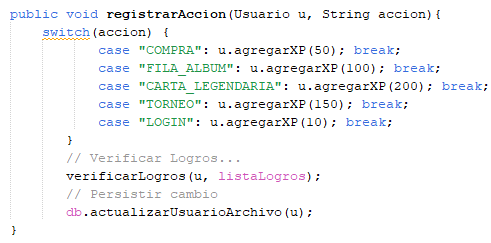 public void registrarAccion(Usuario u, String accion){
    switch(accion) {
           case "COMPRA": u.agregarXP(50); break;
           case "FILA_ALBUM": u.agregarXP(100); break;
           case "CARTA_LEGENDARIA": u.agregarXP(200); break;
           case "TORNEO": u.agregarXP(150); break;
           case "LOGIN": u.agregarXP(10); break;
       }
       // Verificar Logros...
       verificarLogros(u, listaLogros);
       // Persistir cambio
       db.actualizarUsuarioArchivo(u);
}